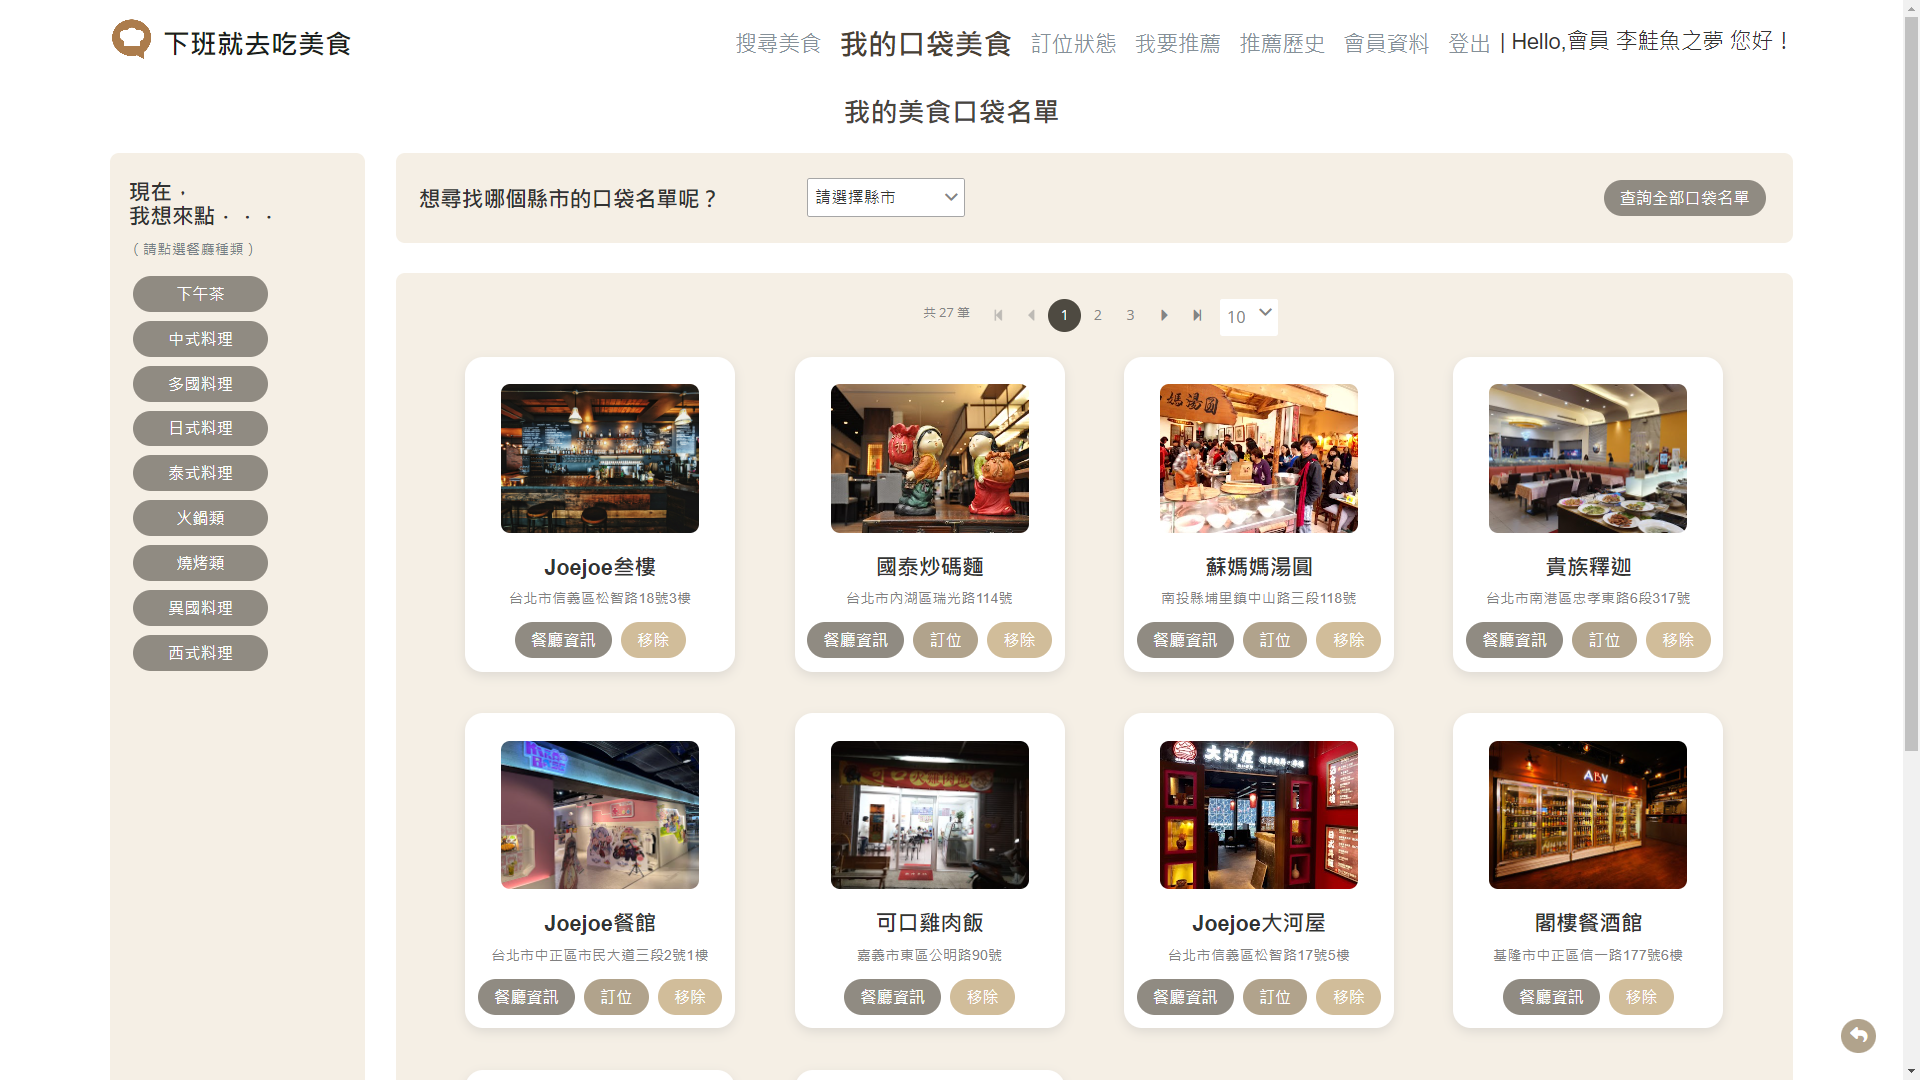 下班就去吃美食
搜尋美食 我的口袋美食 訂位狀態 我要推薦 推薦歷史 會員資料 登出 | Hello,會員 李鮭魚之夢 您好！
我的美食口袋名單
現在．
我想來點．．．
（請點選餐廳種類）
下午茶
中式料理
多國料理
日式料理
泰式料理
火鍋類
燒烤類
異國料理
西式料理
想尋找哪個縣市的口袋名單呢？
請選擇縣市
查詢全部口袋名單
共 27 筆 1 2 3 10
媽湯圓
Joejoe叁樓
台北市信義區松智路18號3樓
餐廳資訊 移除
國泰炒碼麵
台北市內湖區瑞光路114號
餐廳資訊 訂位 移除
蘇媽媽湯圓
南投縣埔里鎮中山路三段118號
餐廳資訊 訂位 移除
貴族釋迦
台北市南港區忠孝東路6段317號
餐廳資訊 訂位 移除
Joejoe餐館
台北市中正區市民大道三段2號1樓
餐廳資訊 訂位 移除
可口火雞肉飯
可口雞肉飯
嘉義市東區公明路90號
餐廳資訊 移除
大河屋
Joejoe大河屋
台北市信義區松智路17號5樓
餐廳資訊 訂位 移除
ABV
閣樓餐酒館
基隆市中正區信一路177號6樓
餐廳資訊 移除